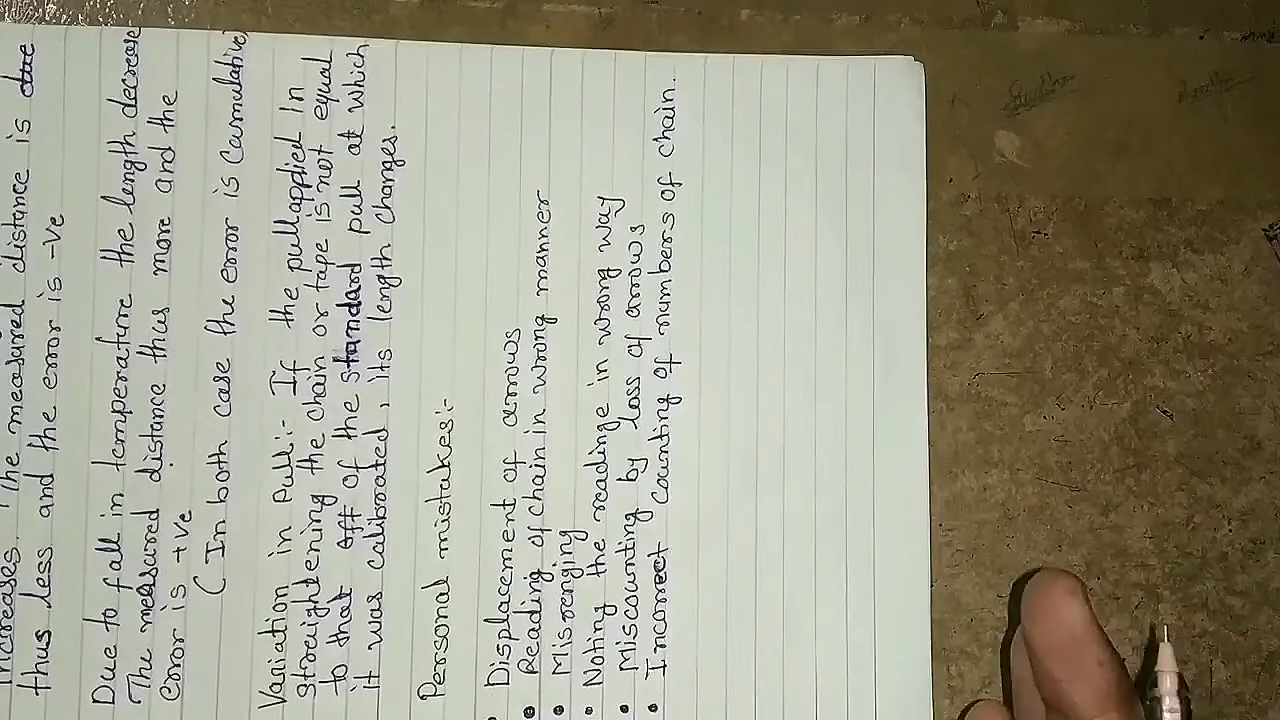 increases. The measured distance is due
thus less and the error is -ve
Due to fall in temperature the length decrease
The measured distance thus more and the
error is +ve
(In both case the error is cumulative)
Variation in Pull:- If the pull applied in
straightening the chain or tape is not equal
to that off of the standard pull at which
it was calibrated, its length changes.
Personal mistakes:-
• Displacement of arrows
• Reading of chain in wrong manner
• Misrenging
• Noting the reading in wrong way
• Miscounting by loss of arrows
• Incorrect counting of numbers of chain.